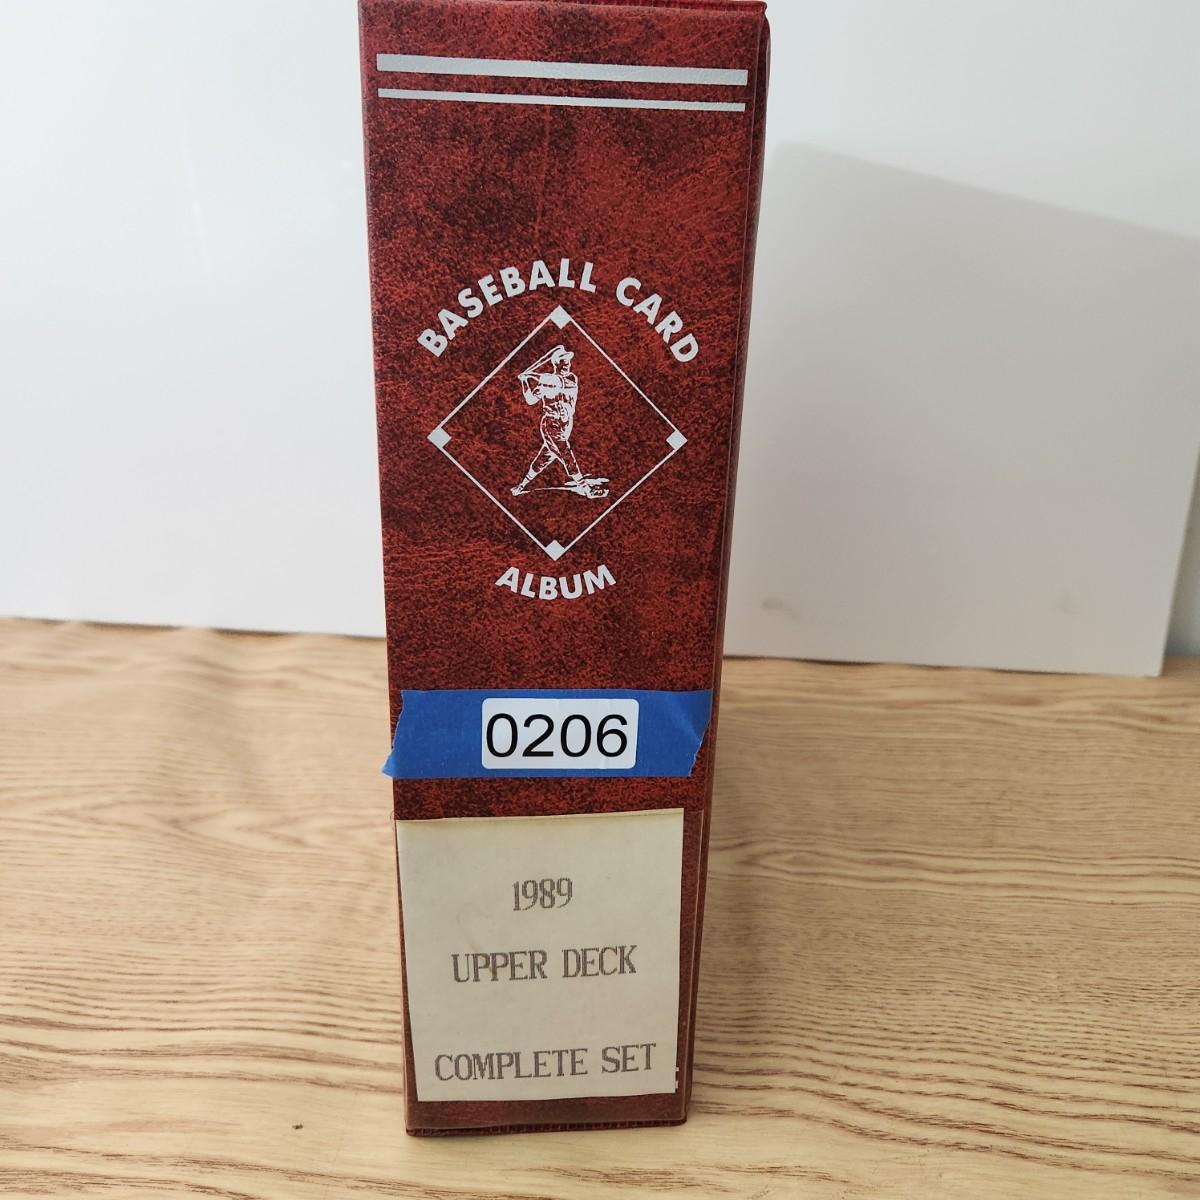 BASEBALL CARD
ALBUM
0206
1989
UPPER DECK
COMPLETE SET